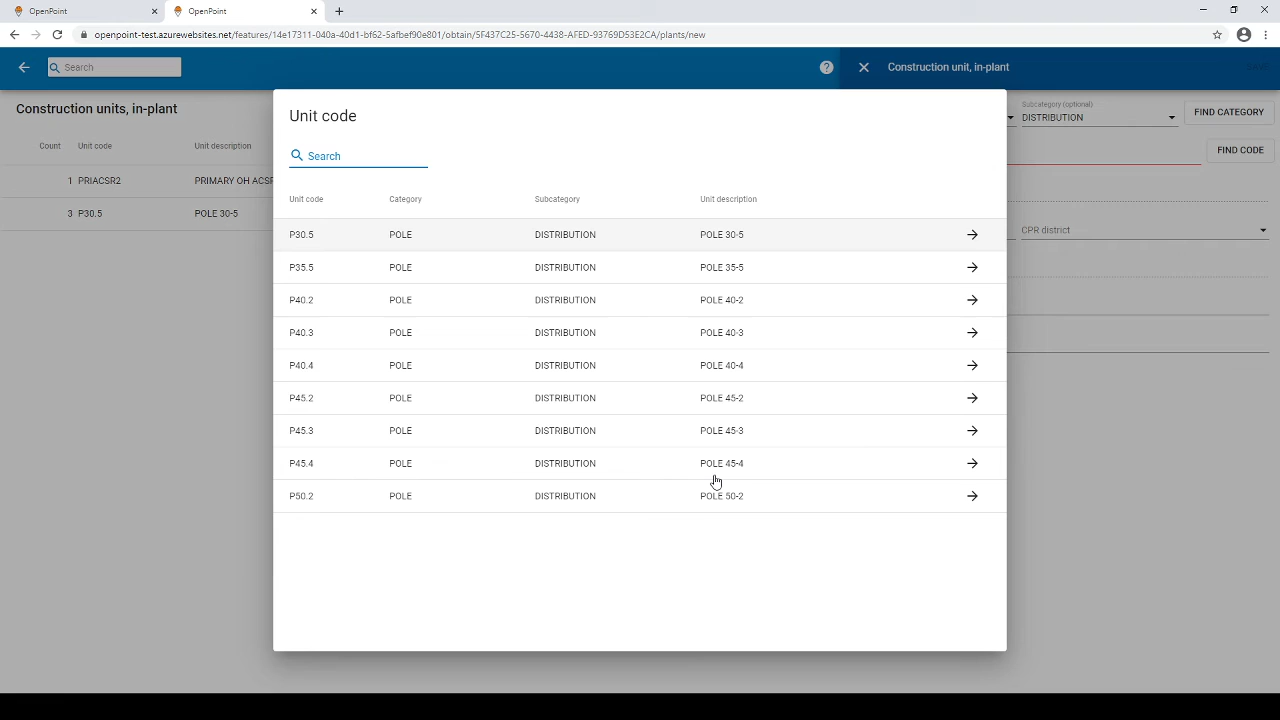 OpenPoint
OpenPoint
openpoint-test.azurewebsites.net/features/14e17311-040a-40d1-bf62-5afbef90e801/obtain/5F437C25-5670-4438-AFED-93769D53E2CA/plants/new
Search
Construction unit, in-plant
Construction units, in-plant
Count Unit code Unit description
1 PRIACSR2 PRIMARY OH ACSR
3 P30.5 POLE 30-5
Subcategory (optional)
DISTRIBUTION
FIND CATEGORY
FIND CODE
CPR district
Unit code
Search
Unit code Category Subcategory Unit description
P30.5 POLE DISTRIBUTION POLE 30-5
P35.5 POLE DISTRIBUTION POLE 35-5
P40.2 POLE DISTRIBUTION POLE 40-2
P40.3 POLE DISTRIBUTION POLE 40-3
P40.4 POLE DISTRIBUTION POLE 40-4
P45.2 POLE DISTRIBUTION POLE 45-2
P45.3 POLE DISTRIBUTION POLE 45-3
P45.4 POLE DISTRIBUTION POLE 45-4
P50.2 POLE DISTRIBUTION POLE 50-2